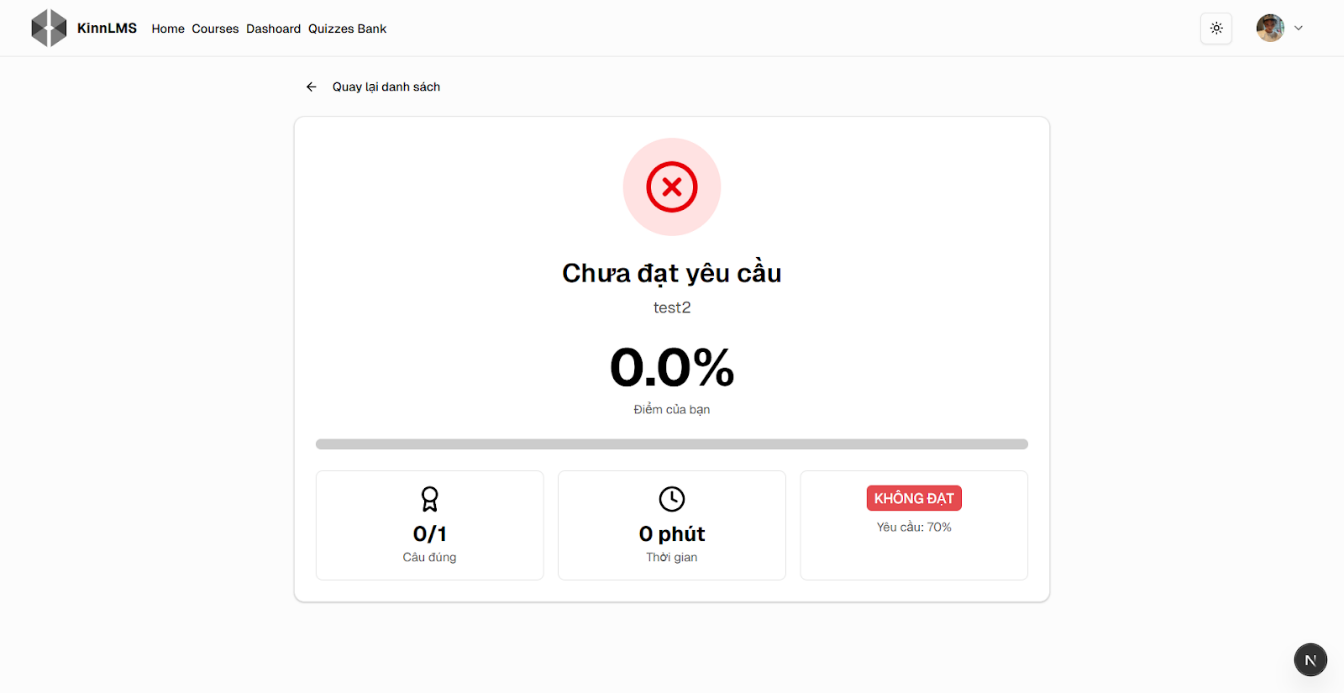 KinnLMS Home Courses Dashoard Quizzes Bank
Quay lại danh sách
Chưa đạt yêu cầu
test2
0.0%
Điểm của bạn
0/1
Câu đúng
0 phút
Thời gian
KHÔNG ĐẠT
Yêu cầu: 70%
N